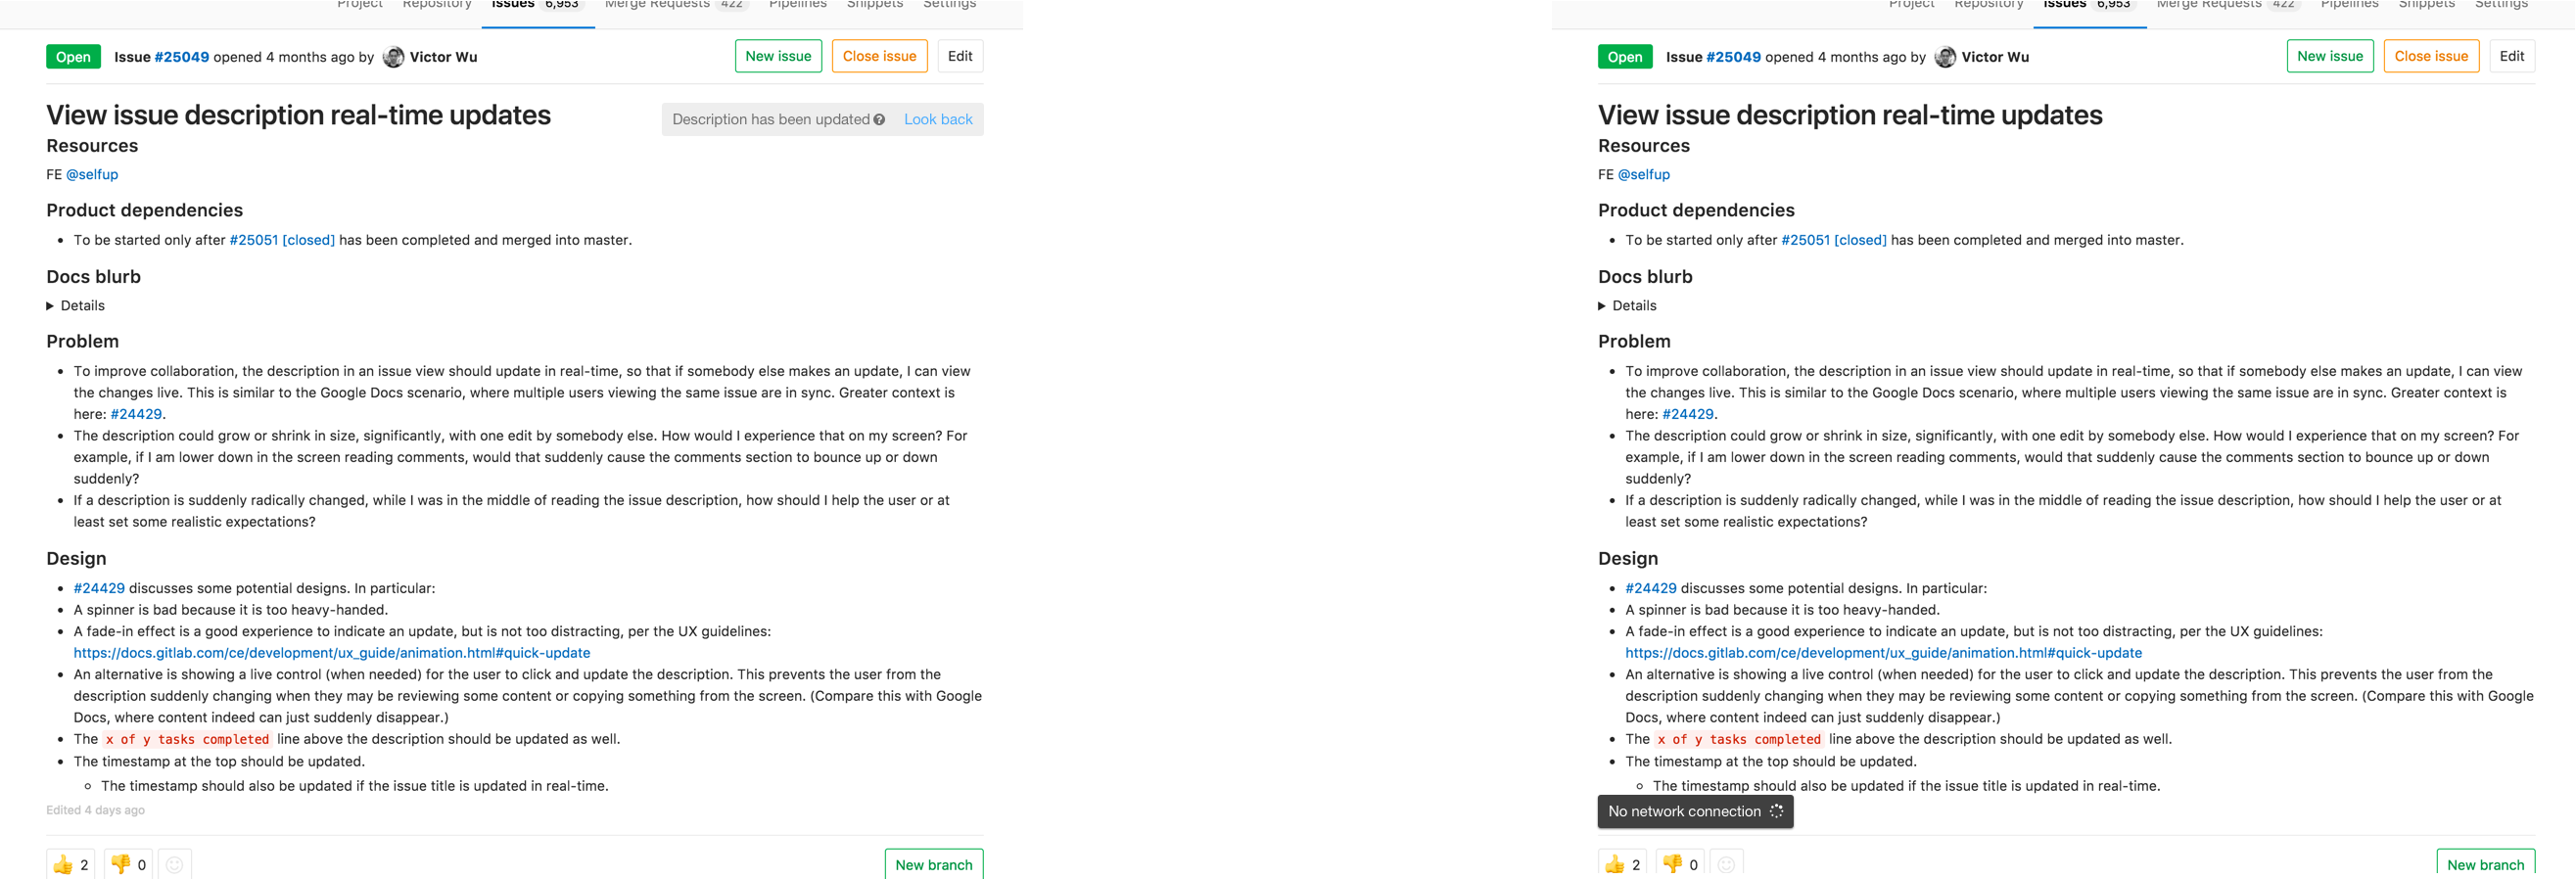 Project Repository Issues 6,953 Merge Requests 422 Pipelines Snippets Settings
Open Issue #25049 opened 4 months ago by Victor Wu New issue Close issue Edit
View issue description real-time updates
Description has been updated Look back
Resources
FE @selfup
Product dependencies
• To be started only after #25051 [closed] has been completed and merged into master.
Docs blurb
▶ Details
Problem
• To improve collaboration, the description in an issue view should update in real-time, so that if somebody else makes an update, I can view
the changes live. This is similar to the Google Docs scenario, where multiple users viewing the same issue are in sync. Greater context is
here: #24429.
• The description could grow or shrink in size, significantly, with one edit by somebody else. How would I experience that on my screen? For
example, if I am lower down in the screen reading comments, would that suddenly cause the comments section to bounce up or down
suddenly?
• If a description is suddenly radically changed, while I was in the middle of reading the issue description, how should I help the user or at
least set some realistic expectations?
Design
• #24429 discusses some potential designs. In particular:
• A spinner is bad because it is too heavy-handed.
• A fade-in effect is a good experience to indicate an update, but is not too distracting, per the UX guidelines:
https://docs.gitlab.com/ce/development/ux_guide/animation.html#quick-update
• An alternative is showing a live control (when needed) for the user to click and update the description. This prevents the user from the
description suddenly changing when they may be reviewing some content or copying something from the screen. (Compare this with Google
Docs, where content indeed can just suddenly disappear.)
• The x of y tasks completed line above the description should be updated as well.
• The timestamp at the top should be updated.
◦ The timestamp should also be updated if the issue title is updated in real-time.
Edited 4 days ago
👍 2 👎 0 New branch
Project Repository Issues 6,953 Merge Requests 422 Pipelines Snippets Settings
Open Issue #25049 opened 4 months ago by Victor Wu New issue Close issue Edit
View issue description real-time updates
Resources
FE @selfup
Product dependencies
• To be started only after #25051 [closed] has been completed and merged into master.
Docs blurb
▶ Details
Problem
• To improve collaboration, the description in an issue view should update in real-time, so that if somebody else makes an update, I can view
the changes live. This is similar to the Google Docs scenario, where multiple users viewing the same issue are in sync. Greater context is
here: #24429.
• The description could grow or shrink in size, significantly, with one edit by somebody else. How would I experience that on my screen? For
example, if I am lower down in the screen reading comments, would that suddenly cause the comments section to bounce up or down
suddenly?
• If a description is suddenly radically changed, while I was in the middle of reading the issue description, how should I help the user or at
least set some realistic expectations?
Design
• #24429 discusses some potential designs. In particular:
• A spinner is bad because it is too heavy-handed.
• A fade-in effect is a good experience to indicate an update, but is not too distracting, per the UX guidelines:
https://docs.gitlab.com/ce/development/ux_guide/animation.html#quick-update
• An alternative is showing a live control (when needed) for the user to click and update the description. This prevents the user from the
description suddenly changing when they may be reviewing some content or copying something from the screen. (Compare this with Google
Docs, where content indeed can just suddenly disappear.)
• The x of y tasks completed line above the description should be updated as well.
• The timestamp at the top should be updated.
◦ The timestamp should also be updated if the issue title is updated in real-time.
No network connection
👍 2 👎 0 New branch